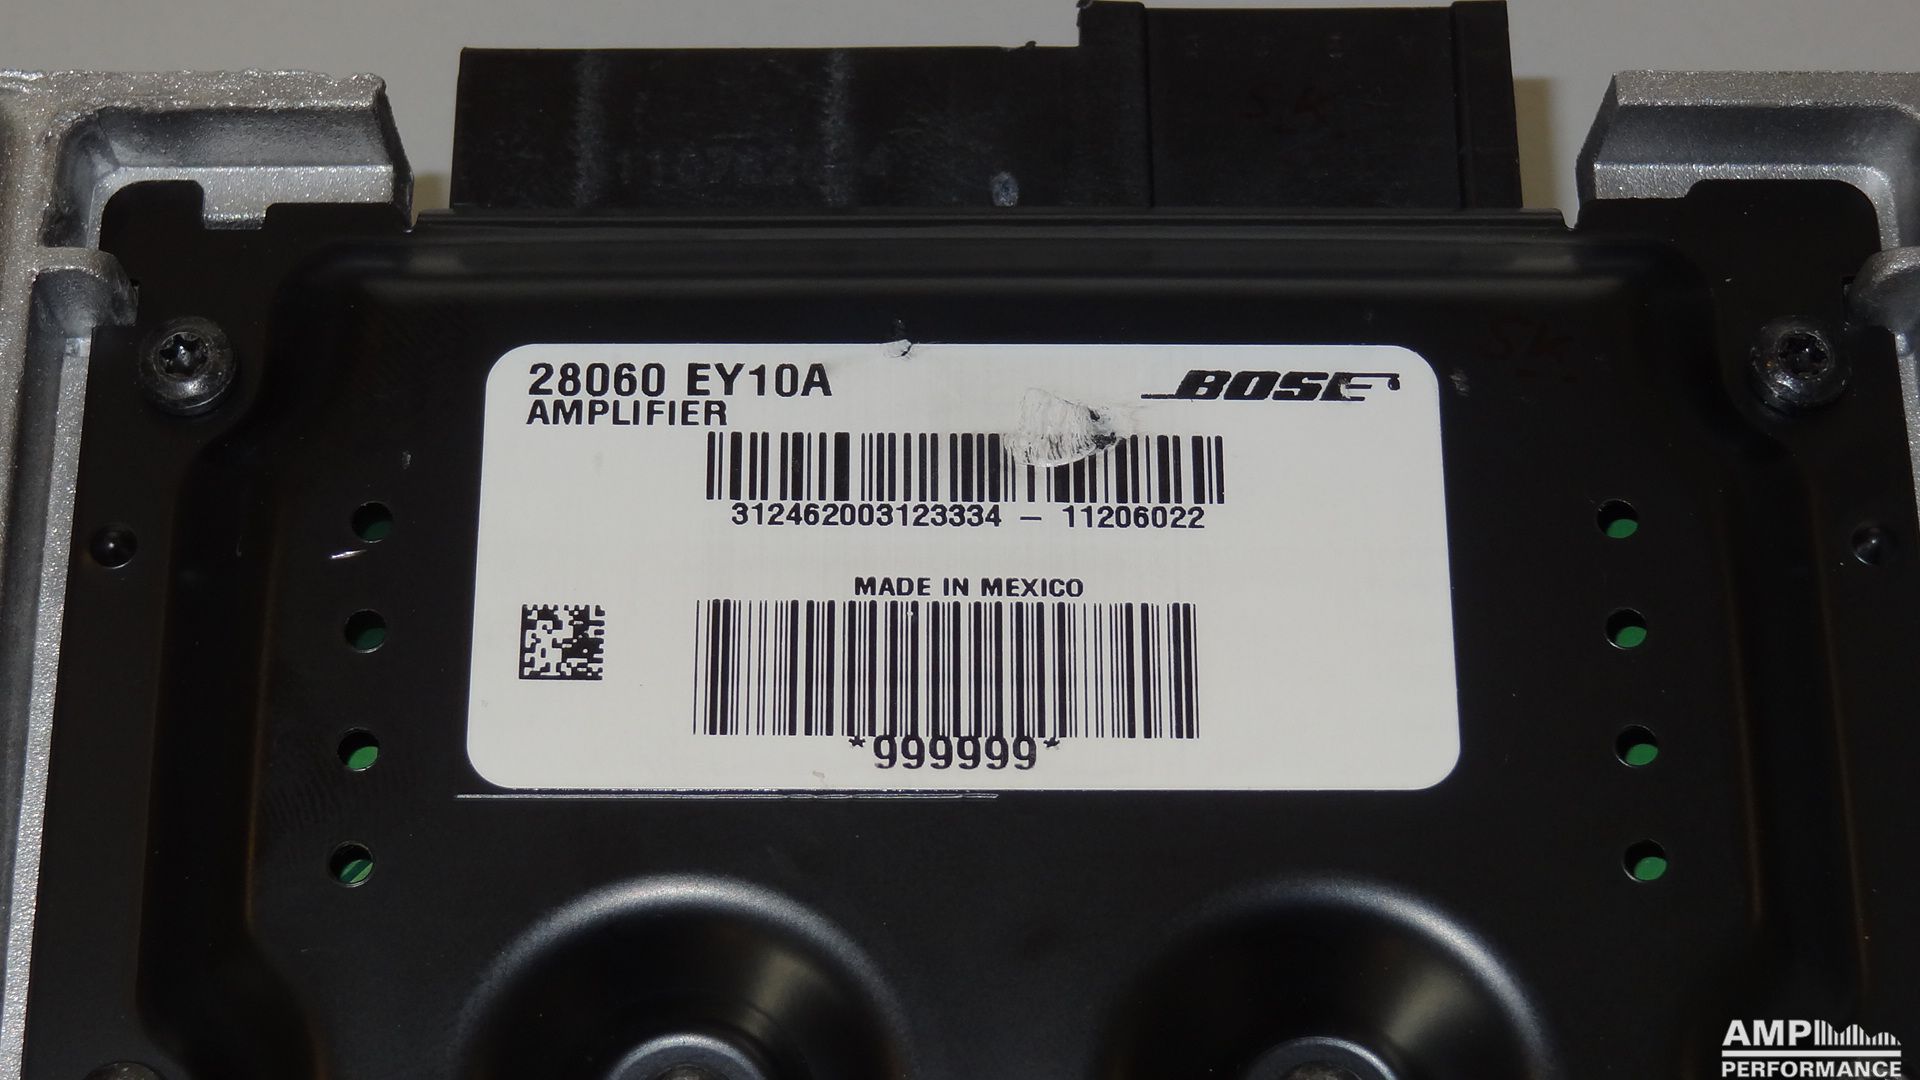 28060 EY10A
BOSE
AMPLIFIER
312462003123334 - 11206022
MADE IN MEXICO
*999999*
AMP
PERFORMANCE